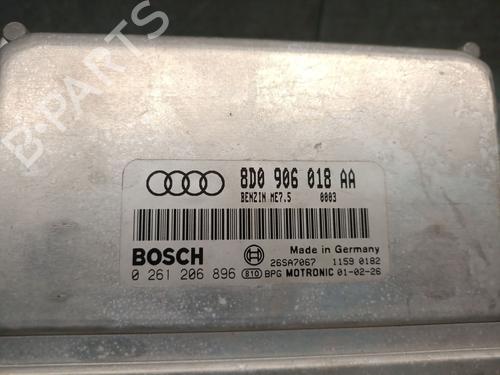 B-PARTS
8D0 906 018 AA
BENZIN ME7.5 0003
BOSCH
Made in Germany
26SA7067 1159 0182
0 261 206 896 810 BPG MOTRONIC 01-02-26